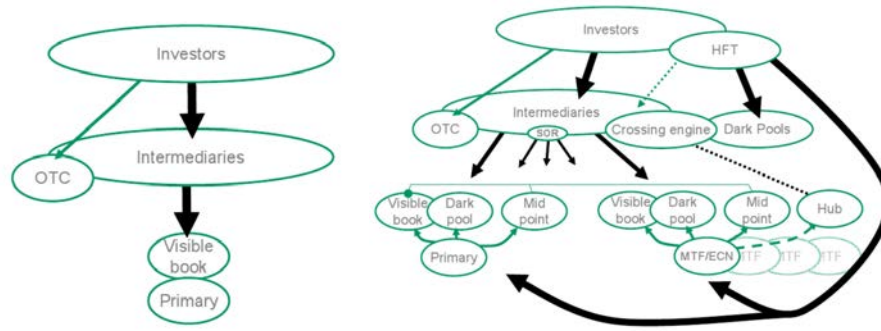 Investors
OTC
Intermediaries
Visible
book
Primary
Investors
HFT
Intermediaries
OTC
SOR
Crossing engine
Dark Pools
Visible
book
Dark
pool
Mid
point
Visible
book
Dark
pool
Mid
point
Hub
Primary
MTF/ECN
MTF
MTF
MTF